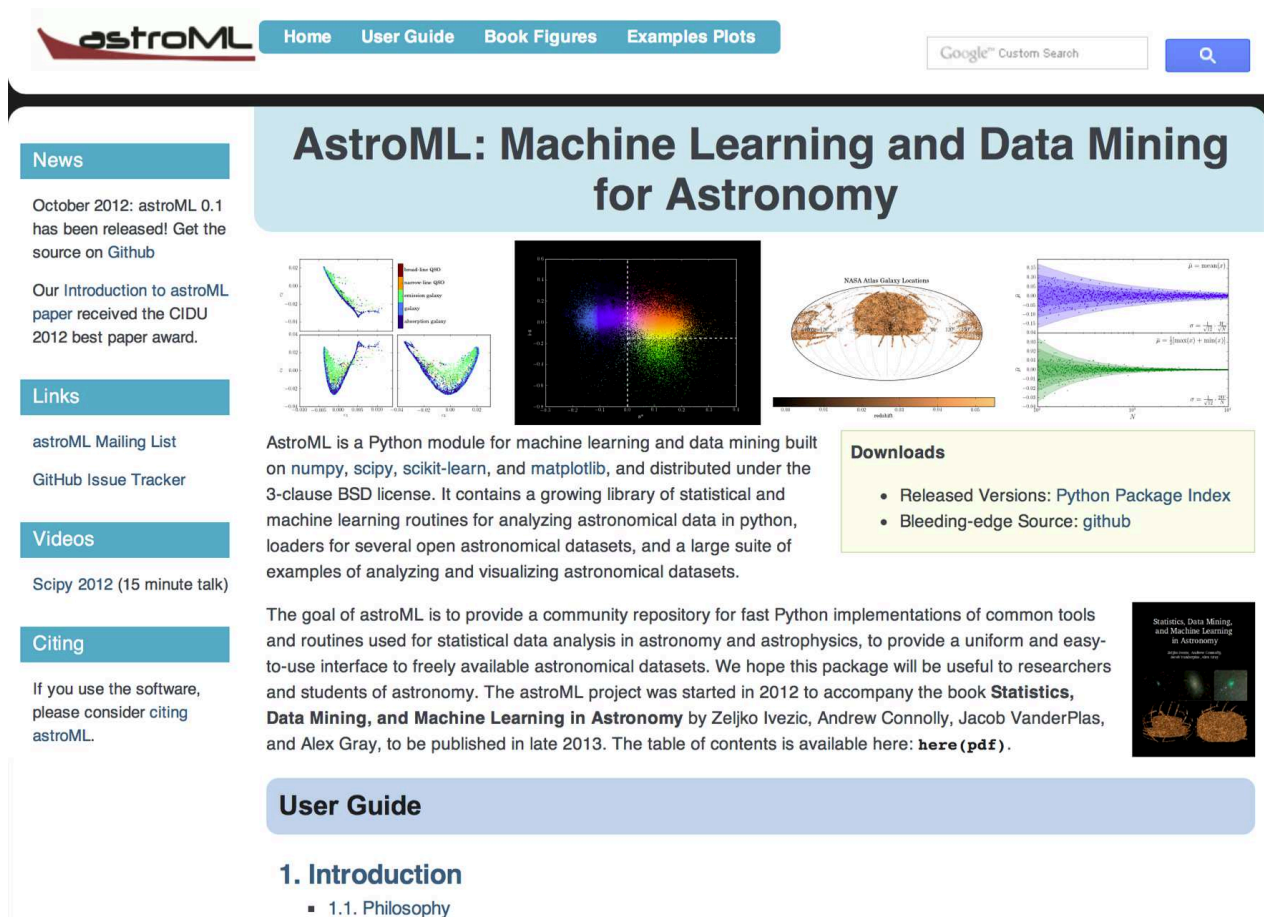 astroML
Home User Guide Book Figures Examples Plots
Google™ Custom Search
AstroML: Machine Learning and Data Mining
for Astronomy
News
October 2012: astroML 0.1
has been released! Get the
source on Github
Our Introduction to astroML
paper received the CIDU
2012 best paper award.
Links
astroML Mailing List
GitHub Issue Tracker
Videos
Scipy 2012 (15 minute talk)
Citing
If you use the software,
please consider citing
astroML.
broad-line QSO
narrow-line QSO
emission galaxy
galaxy
absorption galaxy
NASA Atlas Galaxy Locations
redshift
AstroML is a Python module for machine learning and data mining built
on numpy, scipy, scikit-learn, and matplotlib, and distributed under the
3-clause BSD license. It contains a growing library of statistical and
machine learning routines for analyzing astronomical data in python,
loaders for several open astronomical datasets, and a large suite of
examples of analyzing and visualizing astronomical datasets.
Downloads
• Released Versions: Python Package Index
• Bleeding-edge Source: github
The goal of astroML is to provide a community repository for fast Python implementations of common tools
and routines used for statistical data analysis in astronomy and astrophysics, to provide a uniform and easy-
to-use interface to freely available astronomical datasets. We hope this package will be useful to researchers
and students of astronomy. The astroML project was started in 2012 to accompany the book Statistics,
Data Mining, and Machine Learning in Astronomy by Zeljko Ivezic, Andrew Connolly, Jacob VanderPlas,
and Alex Gray, to be published in late 2013. The table of contents is available here: here(pdf).
Statistics, Data Mining,
and Machine Learning
in Astronomy
User Guide
1. Introduction
▪ 1.1. Philosophy